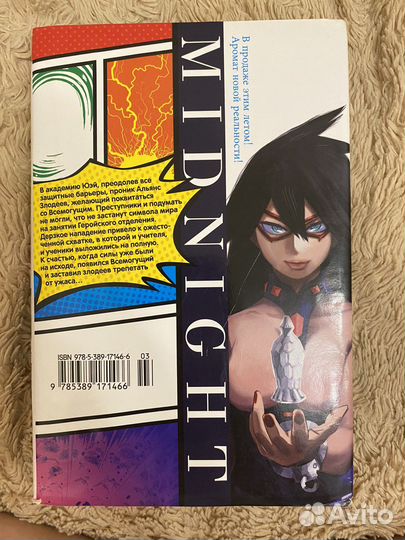 В продаже этим летом!
Аромат новой реальности!
MIDNIGHT
В академию Юэй, преодолев все
защитные барьеры, проник Альянс
Злодеев, желающий поквитаться
со Всемогущим. Преступники и подумать
не могли, что не застанут символа мира
на занятии Геройского отделения.
Дерзкое нападение привело к ожесто-
ченной схватке, в которой и учителя,
и ученики выложились на полную.
К счастью, когда силы уже были
на исходе, появился Всемогущий
и заставил злодеев трепетать
от ужаса...
ISBN 978-5-389-17146-6
03
9 785389 171466
Avito